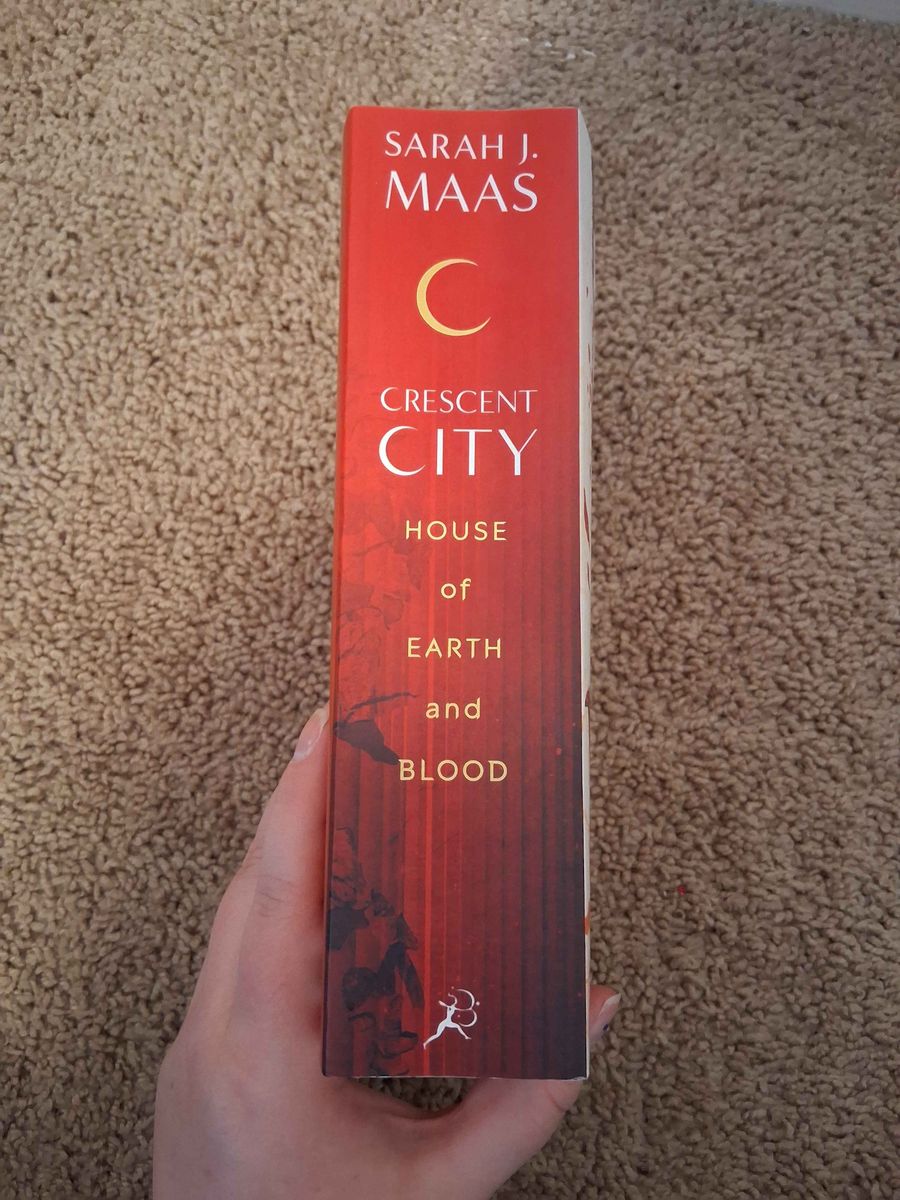 SARAH J.
MAAS
CRESCENT
CITY
HOUSE
of
EARTH
and
BLOOD